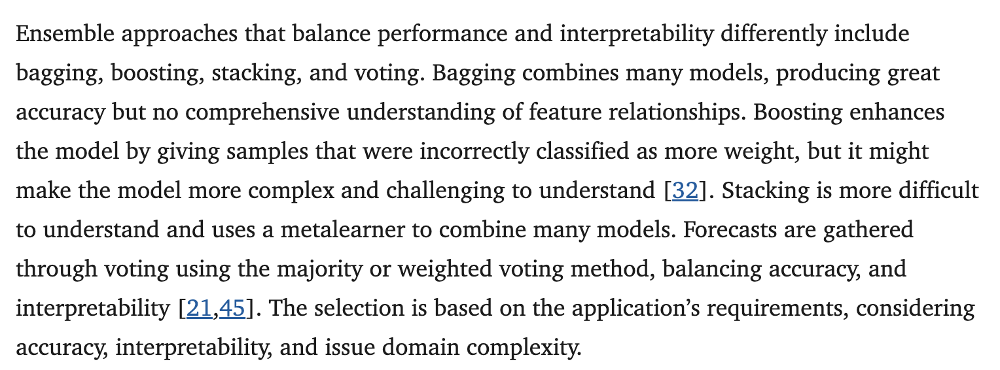 Ensemble approaches that balance performance and interpretability differently include
bagging, boosting, stacking, and voting. Bagging combines many models, producing great
accuracy but no comprehensive understanding of feature relationships. Boosting enhances
the model by giving samples that were incorrectly classified as more weight, but it might
make the model more complex and challenging to understand [32]. Stacking is more difficult
to understand and uses a metalearner to combine many models. Forecasts are gathered
through voting using the majority or weighted voting method, balancing accuracy, and
interpretability [21,45]. The selection is based on the application’s requirements, considering
accuracy, interpretability, and issue domain complexity.